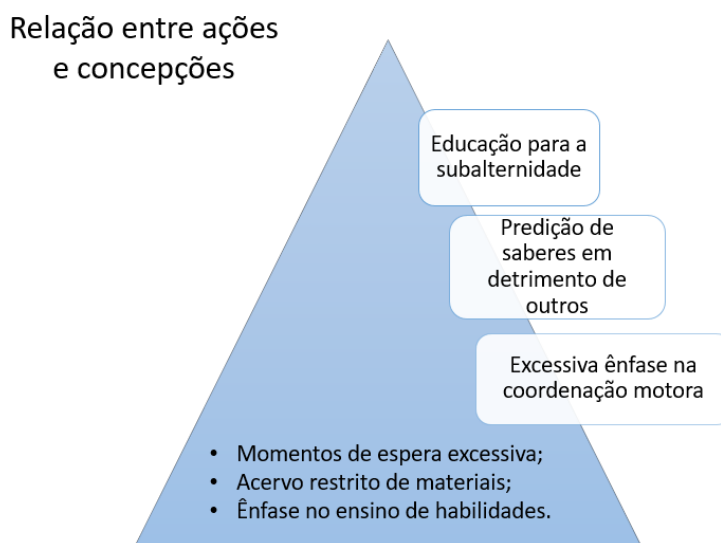 Relação entre ações
e concepções
Educação para a
subalternidade
Predição de
saberes em
detrimento de
outros
Excessiva ênfase na
coordenação motora
• Momentos de espera excessiva;
• Acervo restrito de materiais;
• Ênfase no ensino de habilidades.